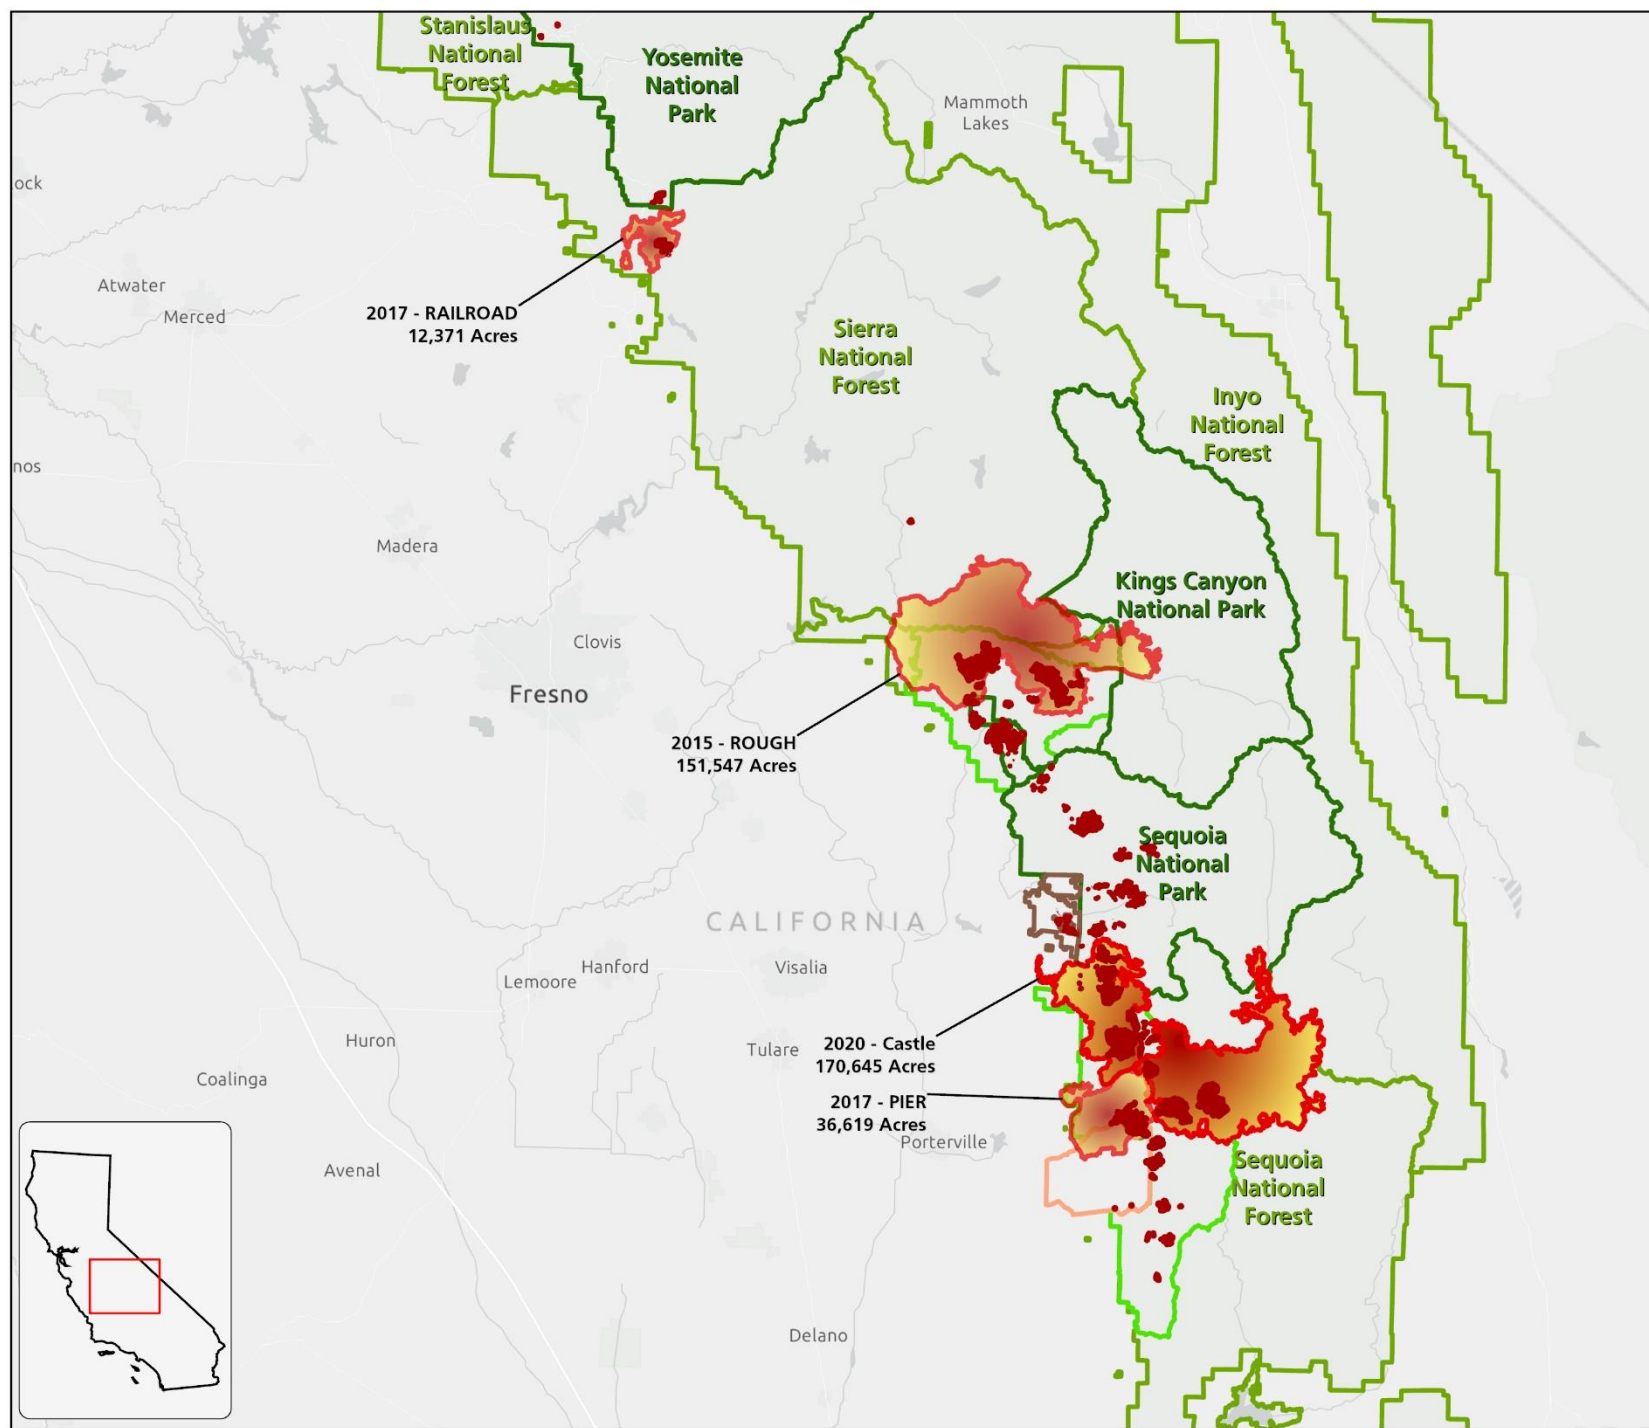 Stanislaus
National
Forest
Yosemite
National
Park
Mammoth
Lakes
ock
Atwater
Merced
2017 - RAILROAD
12,371 Acres
Sierra
National
Forest
Inyo
National
Forest
nos
Madera
Kings Canyon
National Park
Clovis
Fresno
2015 - ROUGH
151,547 Acres
Sequoia
National
Park
CALIFORNIA
Visalia
Hanford
Lemoore
Huron
Tulare
2020 - Castle
170,645 Acres
Coalinga
2017 - PIER
36,619 Acres
Porterville
Avenal
Sequoia
National
Forest
Delano